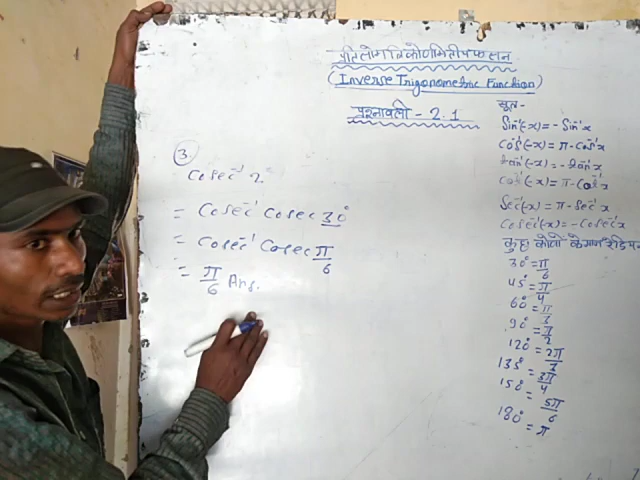 प्रतिलोम त्रिकोणमितीय फलन
(Inverse Trigonometric Function)
प्रश्नावली - 2.1
③
Cosec⁻¹ 2
= Cosec⁻¹ Cosec 30°
= Cosec⁻¹ Cosec π/6
= π/6 Ans.
सूत्र -
Sin⁻¹(-x) = - Sin⁻¹x
Cos⁻¹(-x) = π - Cos⁻¹x
tan⁻¹(-x) = - tan⁻¹x
Cot⁻¹(-x) = π - Cot⁻¹x
Sec⁻¹(-x) = π - Sec⁻¹x
Cosec⁻¹(-x) = - Cosec⁻¹x
कुछ कोणों के मान
30° = π/6
45° = π/4
60° = π/3
90° = π/2
120° = 2π/3
135° = 3π/4
150° = 5π/6
180° = π